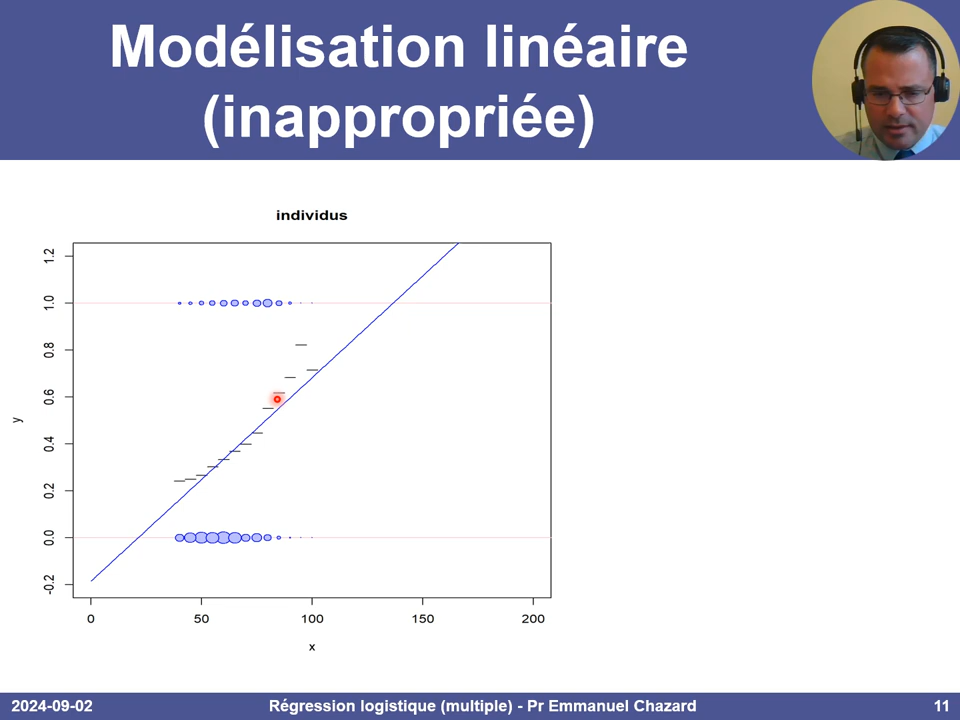 Modélisation linéaire
(inappropriée)
individus
1.2
1.0
0.8
0.6
0.4
0.2
0.0
-0.2
y
0 50 100 150 200
x
2024-09-02 Régression logistique (multiple) - Pr Emmanuel Chazard 11